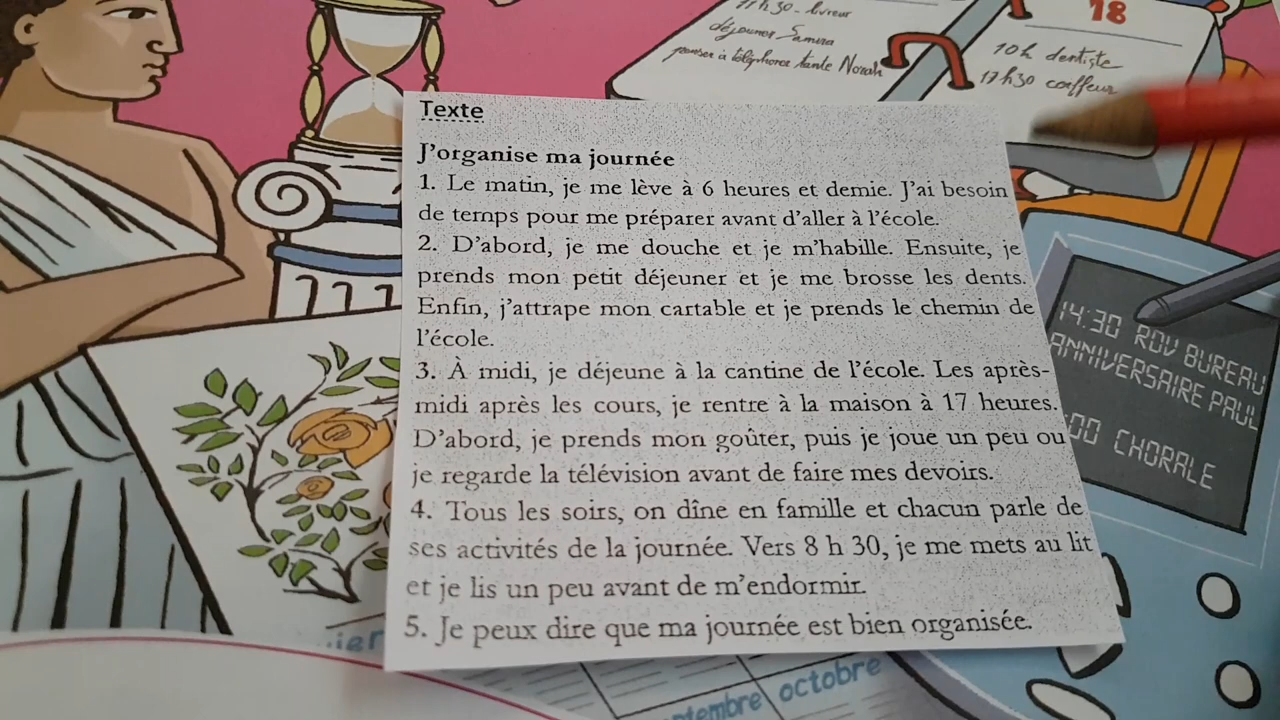 17h30 - livreur
déjeuner Samira
penser à téléphoner tante Norah
18
10h dentiste
17h30 coiffeur
Texte
J'organise ma journée
1. Le matin, je me lève à 6 heures et demie. J'ai besoin
de temps pour me préparer avant d'aller à l'école.
2. D'abord, je me douche et je m'habille. Ensuite, je
prends mon petit déjeuner et je me brosse les dents.
Enfin, j'attrape mon cartable et je prends le chemin de
l'école.
3. À midi, je déjeune à la cantine de l'école. Les après-
midi après les cours, je rentre à la maison à 17 heures.
D'abord, je prends mon goûter, puis je joue un peu ou
je regarde la télévision avant de faire mes devoirs.
4. Tous les soirs, on dîne en famille et chacun parle de
ses activités de la journée. Vers 8 h 30, je me mets au lit
et je lis un peu avant de m'endormir.
5. Je peux dire que ma journée est bien organisée.
14:30 RDV BUREAU
ANNIVERSAIRE PAUL
:00 CHORALE
octobre